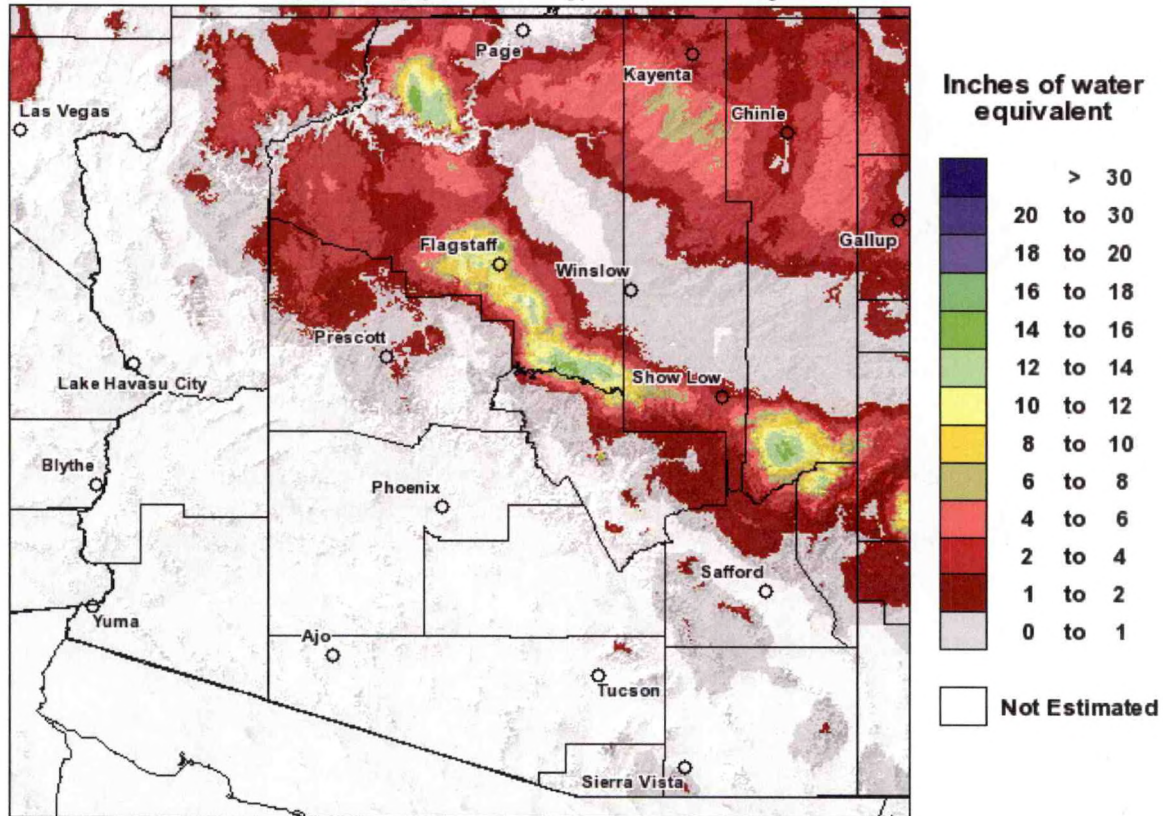 Page
Kayenta
Las Vegas
Chinle
Gallup
Flagstaff
Winslow
Prescott
Lake Havasu City
Show Low
Blythe
Phoenix
Safford
Yuma
Ajo
Tucson
Sierra Vista
Inches of water
equivalent
> 30
20 to 30
18 to 20
16 to 18
14 to 16
12 to 14
10 to 12
8 to 10
6 to 8
4 to 6
2 to 4
1 to 2
0 to 1
Not Estimated